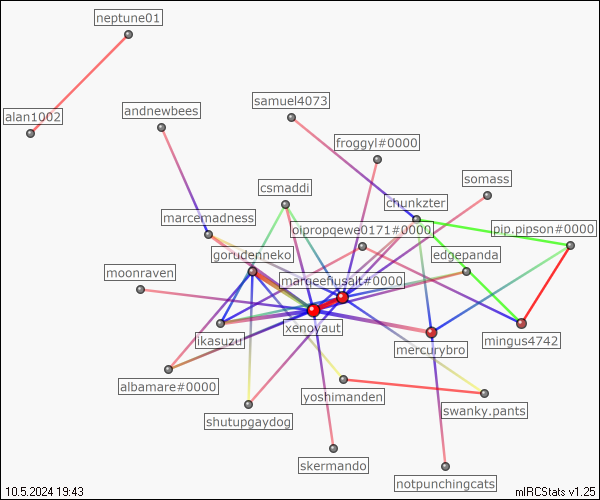 neptune01
alan1002
andnewbees
samuel4073
froggyl#0000
csmaddi
somass
chunkzter
marcemadness
oipropqewe0171#0000
pip.pipson#0000
gorudenneko
edgepanda
moonraven
marqeefusalt#0000
xenoyaut
ikasuzu
mercurybro
mingus4742
albamare#0000
yoshimanden
swanky.pants
shutupgaydog
skermando
notpunchingcats
10.5.2024 19:43
mIRCStats v1.25